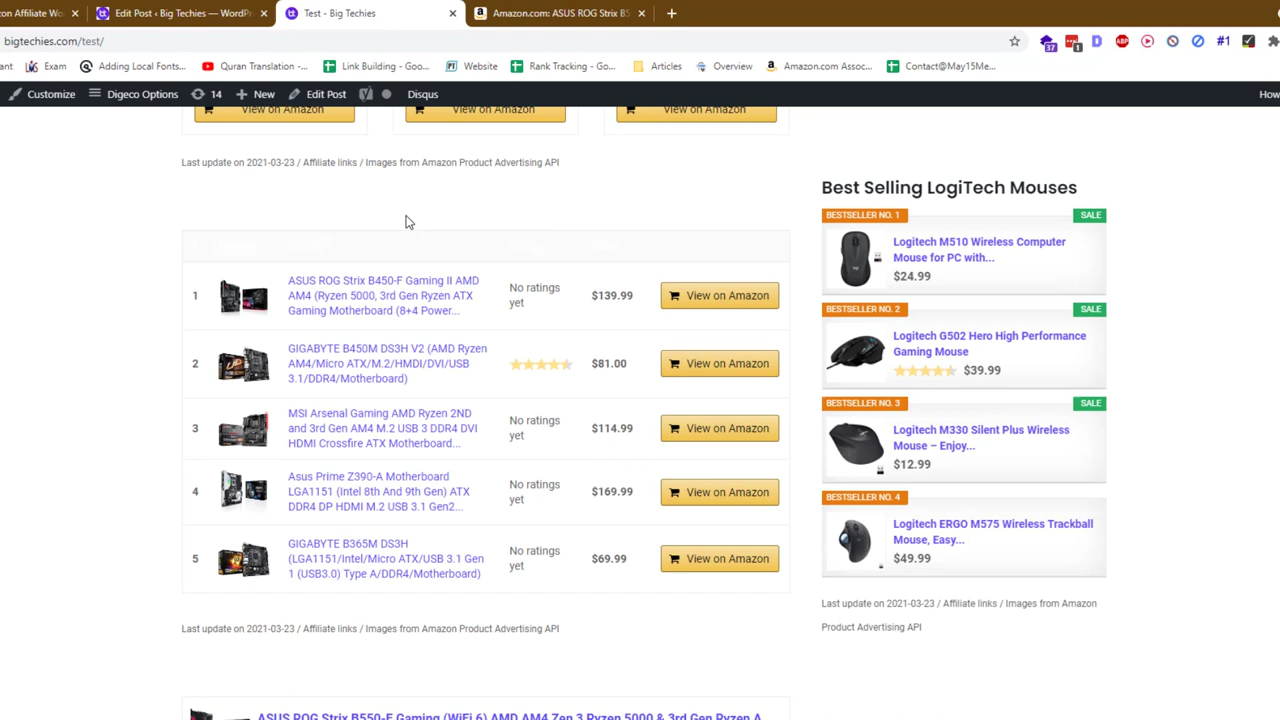 on Affiliate Wo
Edit Post ‹ Big Techies — WordPr
Test - Big Techies
Amazon.com: ASUS ROG Strix B5
bigtechies.com/test/
37
1
D
ABP
#1
ant
Exam
Adding Local Fonts...
Quran Translation -...
Link Building - Goo...
Website
Rank Tracking - Go...
Articles
Overview
Amazon.com Assoc...
Contact@May15Me...
Customize
Digeco Options
14
New
Edit Post
Disqus
How
View on Amazon
View on Amazon
View on Amazon
Last update on 2021-03-23 / Affiliate links / Images from Amazon Product Advertising API
1
ASUS ROG Strix B450-F Gaming II AMD
AM4 (Ryzen 5000, 3rd Gen Ryzen ATX
Gaming Motherboard (8+4 Power...
No ratings
yet
$139.99
View on Amazon
2
GIGABYTE B450M DS3H V2 (AMD Ryzen
AM4/Micro ATX/M.2/HMDI/DVI/USB
3.1/DDR4/Motherboard)
$81.00
View on Amazon
3
MSI Arsenal Gaming AMD Ryzen 2ND
and 3rd Gen AM4 M.2 USB 3 DDR4 DVI
HDMI Crossfire ATX Motherboard...
No ratings
yet
$114.99
View on Amazon
4
Asus Prime Z390-A Motherboard
LGA1151 (Intel 8th And 9th Gen) ATX
DDR4 DP HDMI M.2 USB 3.1 Gen2...
No ratings
yet
$169.99
View on Amazon
5
GIGABYTE B365M DS3H
(LGA1151/Intel/Micro ATX/USB 3.1 Gen
1 (USB3.0) Type A/DDR4/Motherboard)
No ratings
yet
$69.99
View on Amazon
Last update on 2021-03-23 / Affiliate links / Images from Amazon Product Advertising API
ASUS ROG Strix B550-F Gaming (WiFi 6) AMD AM4 Zen 3 Ryzen 5000 & 3rd Gen Ryzen A
Best Selling LogiTech Mouses
BESTSELLER NO. 1
SALE
Logitech M510 Wireless Computer
Mouse for PC with...
$24.99
BESTSELLER NO. 2
SALE
Logitech G502 Hero High Performance
Gaming Mouse
$39.99
BESTSELLER NO. 3
SALE
Logitech M330 Silent Plus Wireless
Mouse – Enjoy...
$12.99
BESTSELLER NO. 4
Logitech ERGO M575 Wireless Trackball
Mouse, Easy...
$49.99
Last update on 2021-03-23 / Affiliate links / Images from Amazon
Product Advertising API